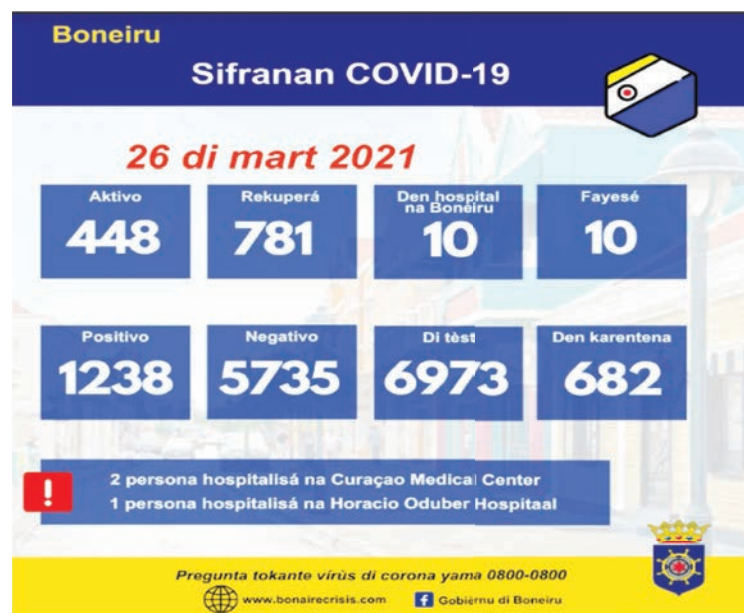 Boneiru
Sifranan COVID-19
26 di mart 2021
Aktivo
448
Rekuperá
781
Den hospital
na Boneiru
10
Fayesé
10
Positivo
1238
Negativo
5735
Di tèst
6973
Den karentena
682
2 persona hospitalisá na Curaçao Medical Center
1 persona hospitalisá na Horacio Oduber Hospitaal
Pregunta tokante vírùs di corona yama 0800-0800
www.bonairecrisis.com
Gobièrnu di Boneiru